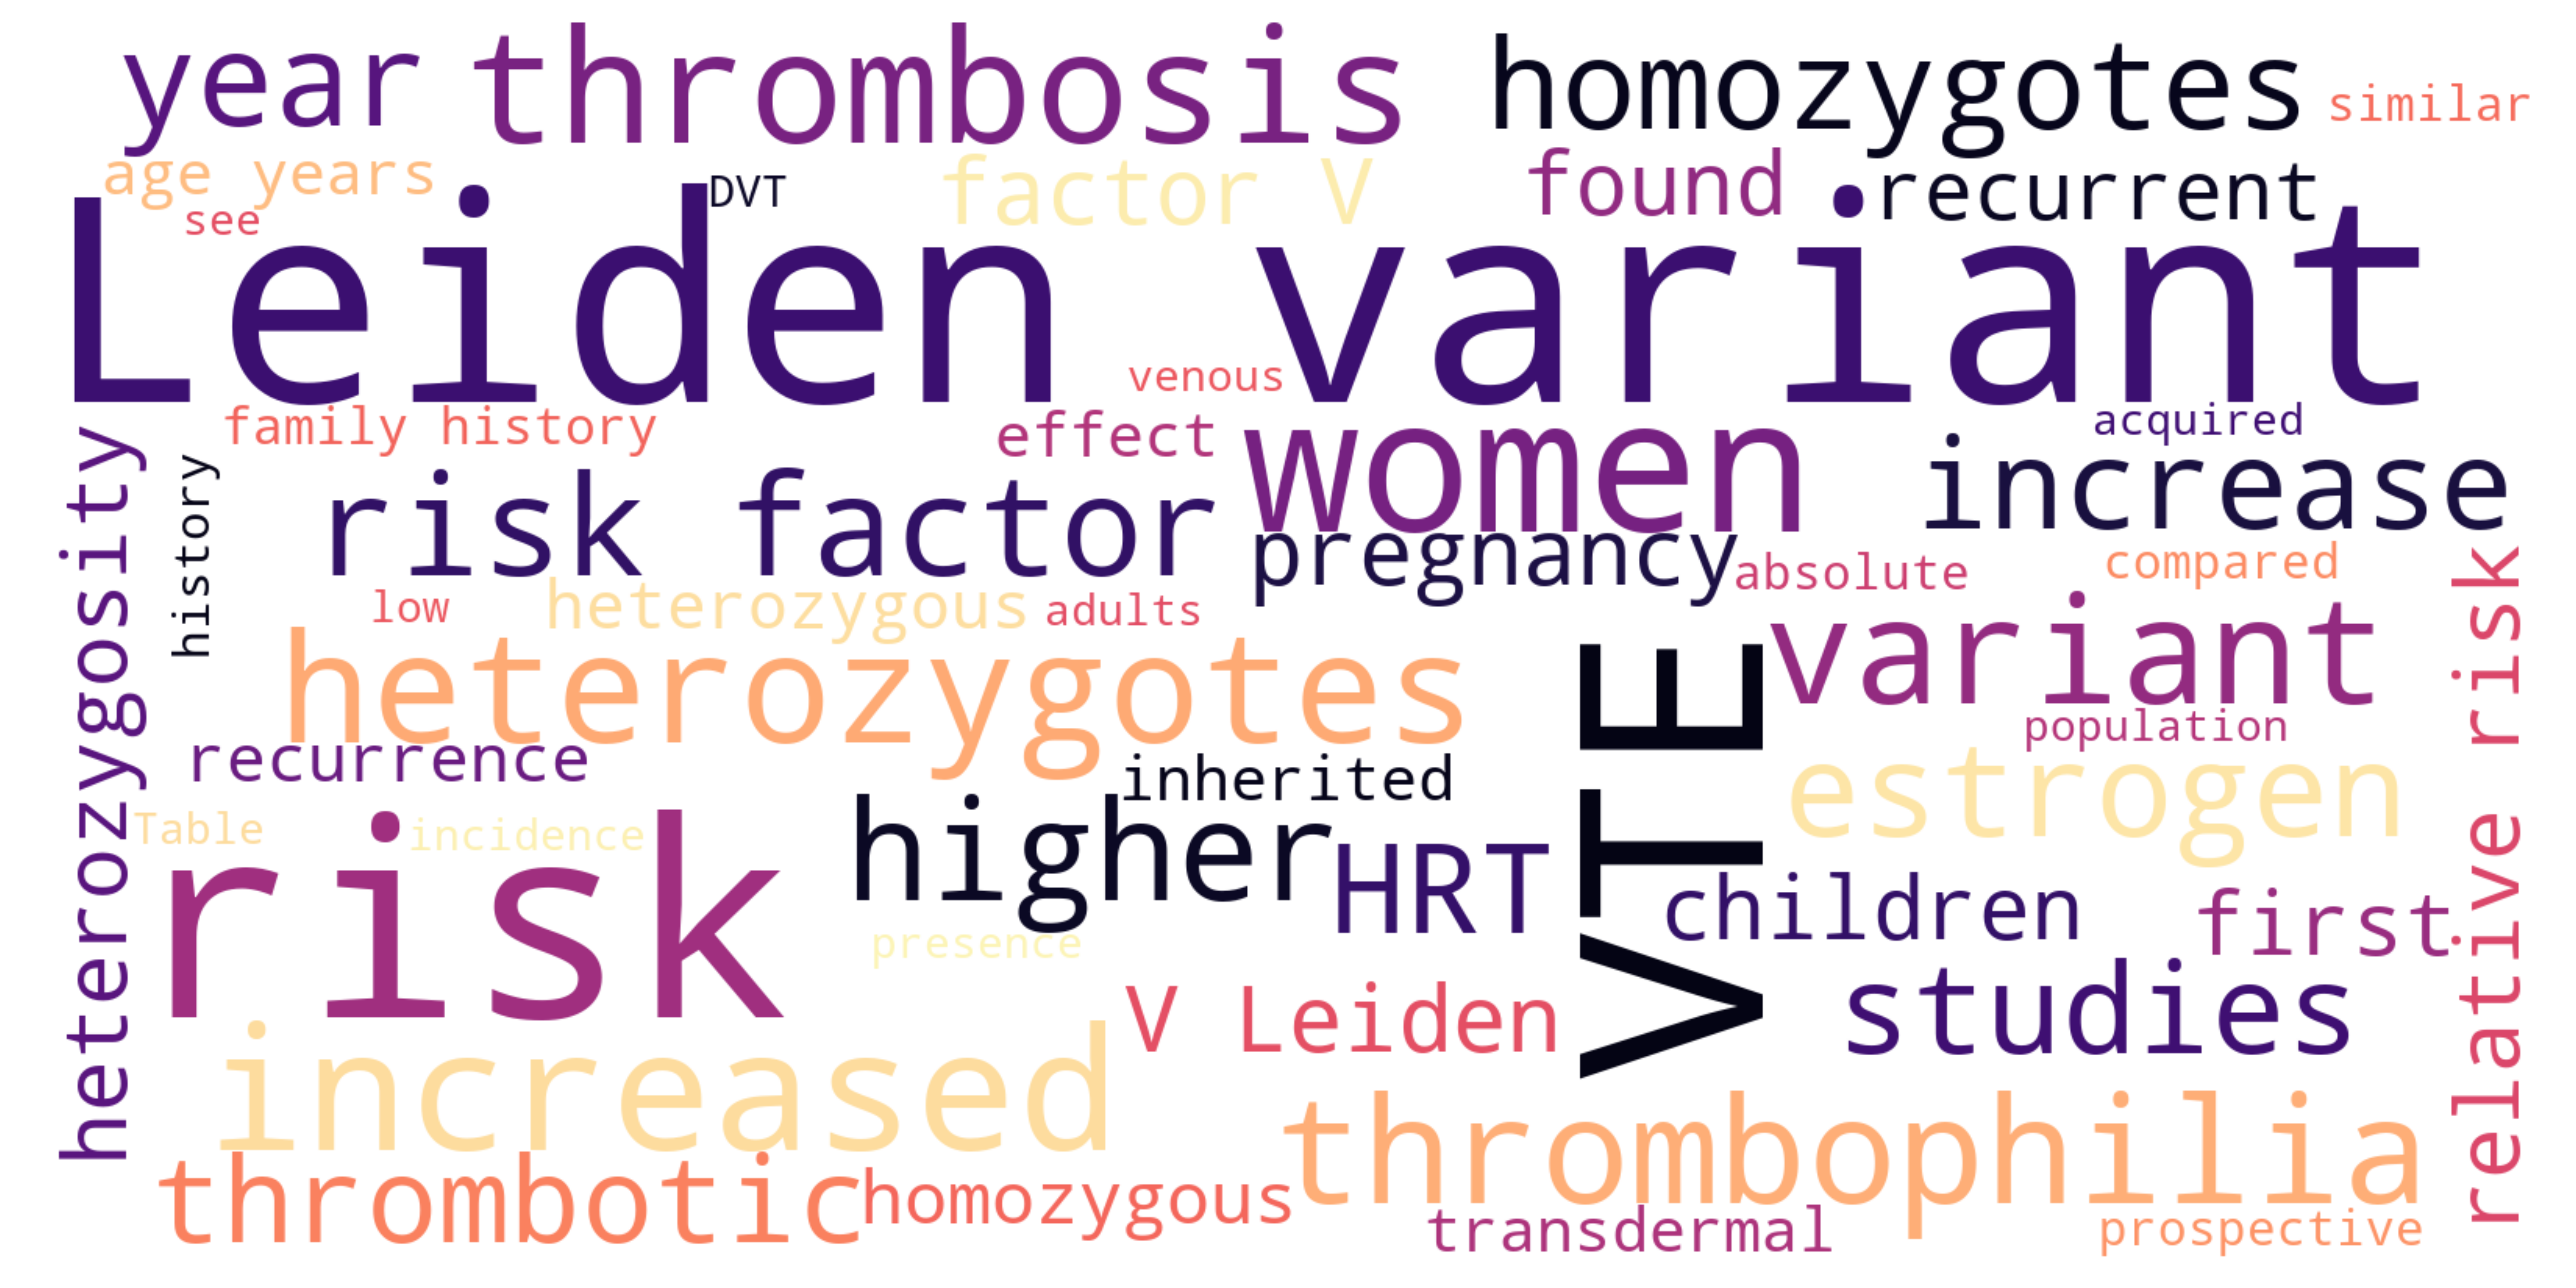 year thrombosis homozygotes similar
age years DVT factor V found recurrent
see
Leiden variant
venous
family history effect women acquired
history risk factor increase
pregnancy absolute compared
low heterozygous adults
heterozygosity heterozygotes VTE variant relative risk
population
recurrence inherited estrogen
Table incidence
risk higher HRT children first
presence
V Leiden studies
increased thrombophilia
thrombotic homozygous transdermal prospective